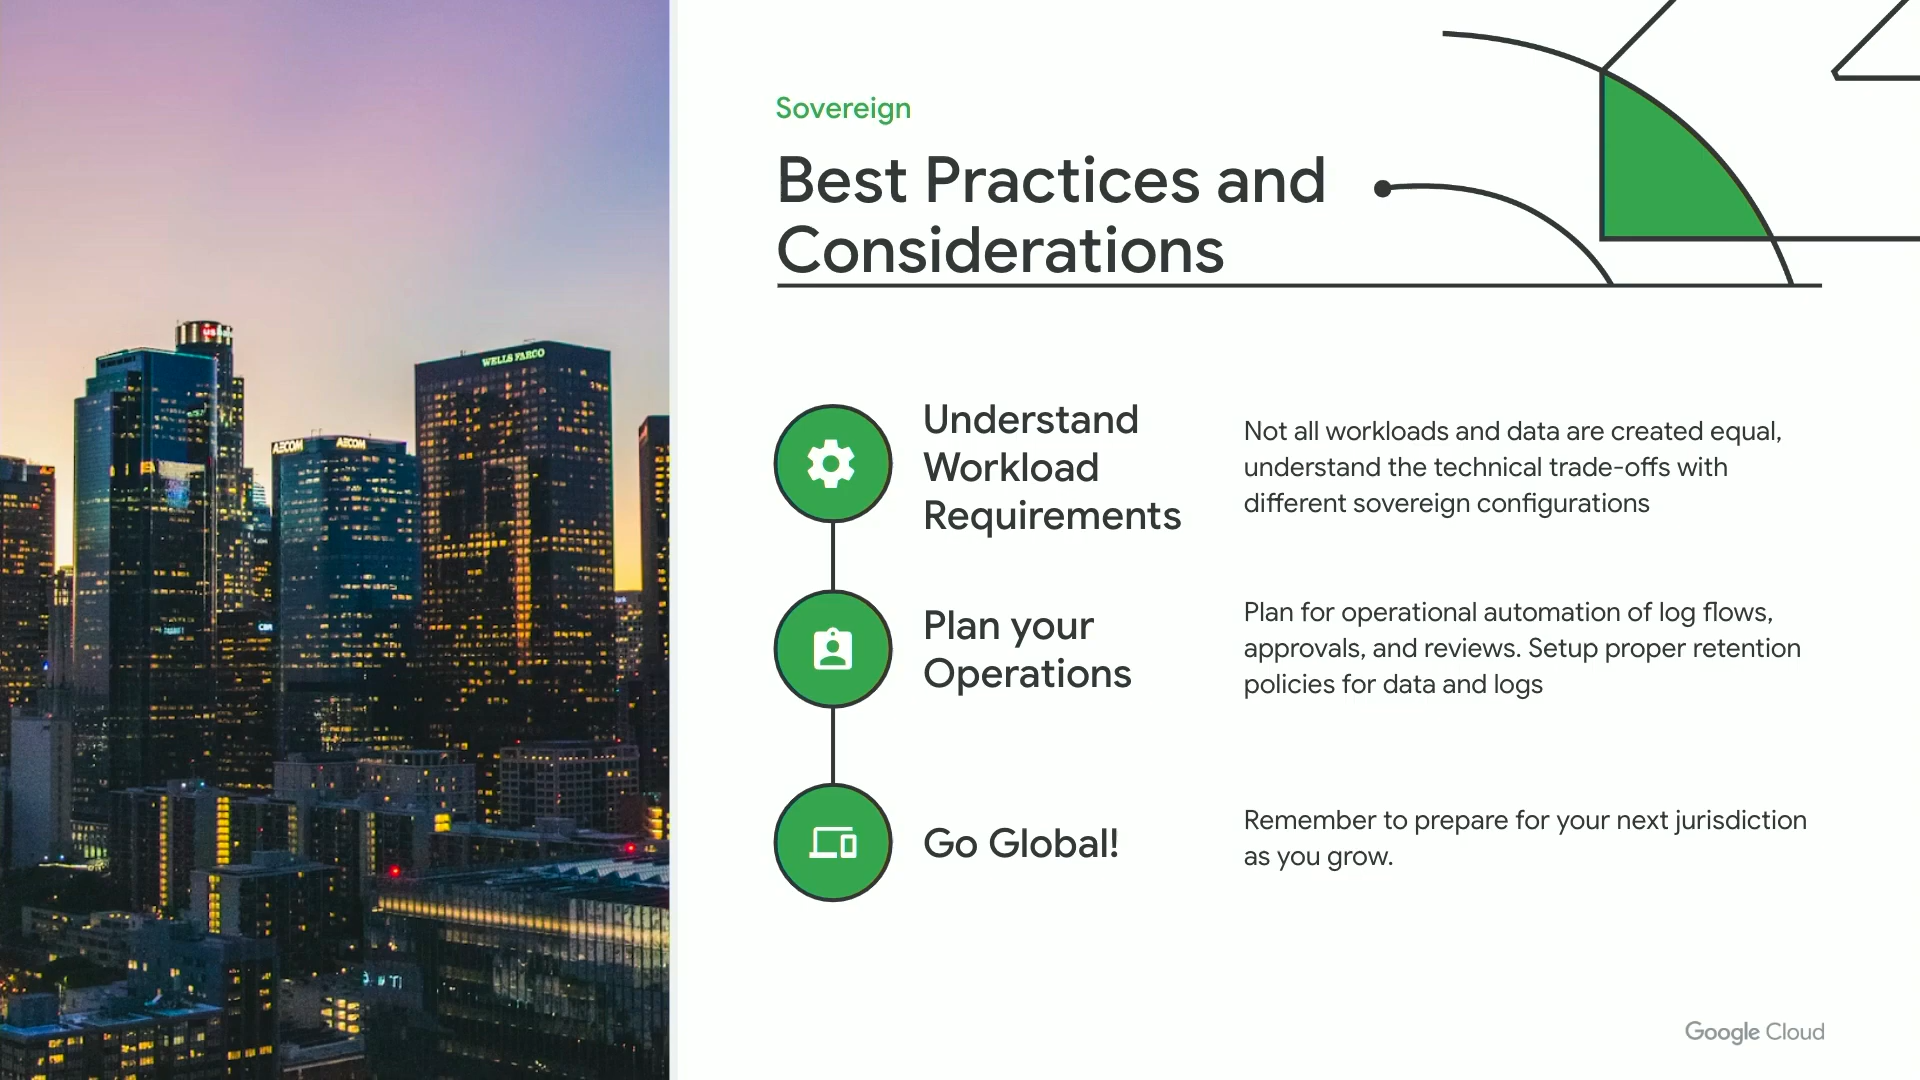 Sovereign
Best Practices and
Considerations
Understand
Workload
Requirements
Not all workloads and data are created equal,
understand the technical trade-offs with
different sovereign configurations
Plan your
Operations
Plan for operational automation of log flows,
approvals, and reviews. Setup proper retention
policies for data and logs
Go Global!
Remember to prepare for your next jurisdiction
as you grow.
Google Cloud
WELLS FARGO
AECOM
AECOM